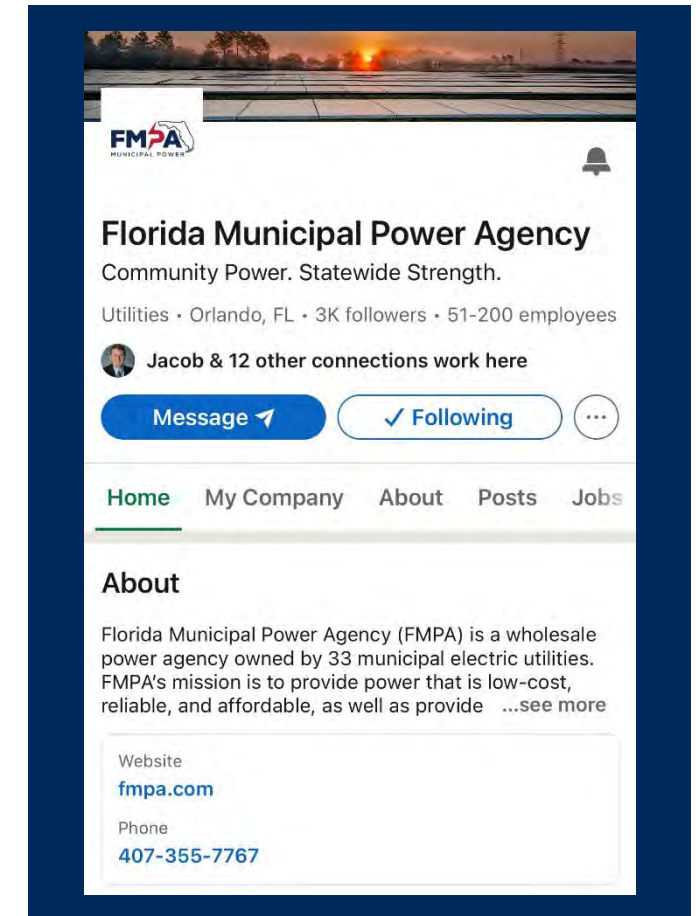 FMPA
MUNICIPAL POWER
Florida Municipal Power Agency
Community Power. Statewide Strength.
Utilities • Orlando, FL • 3K followers • 51-200 employees
Jacob & 12 other connections work here
Message
✓ Following
...
Home My Company About Posts Jobs
About
Florida Municipal Power Agency (FMPA) is a wholesale
power agency owned by 33 municipal electric utilities.
FMPA's mission is to provide power that is low-cost,
reliable, and affordable, as well as provide ...see more
Website
fmpa.com
Phone
407-355-7767